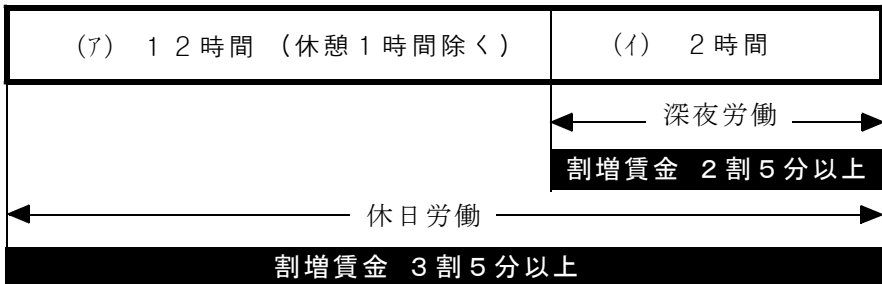 (ア) 12時間 (休憩1時間除く) (イ) 2時間
深夜労働
割増賃金 2割5分以上
休日労働
割増賃金 3割5分以上